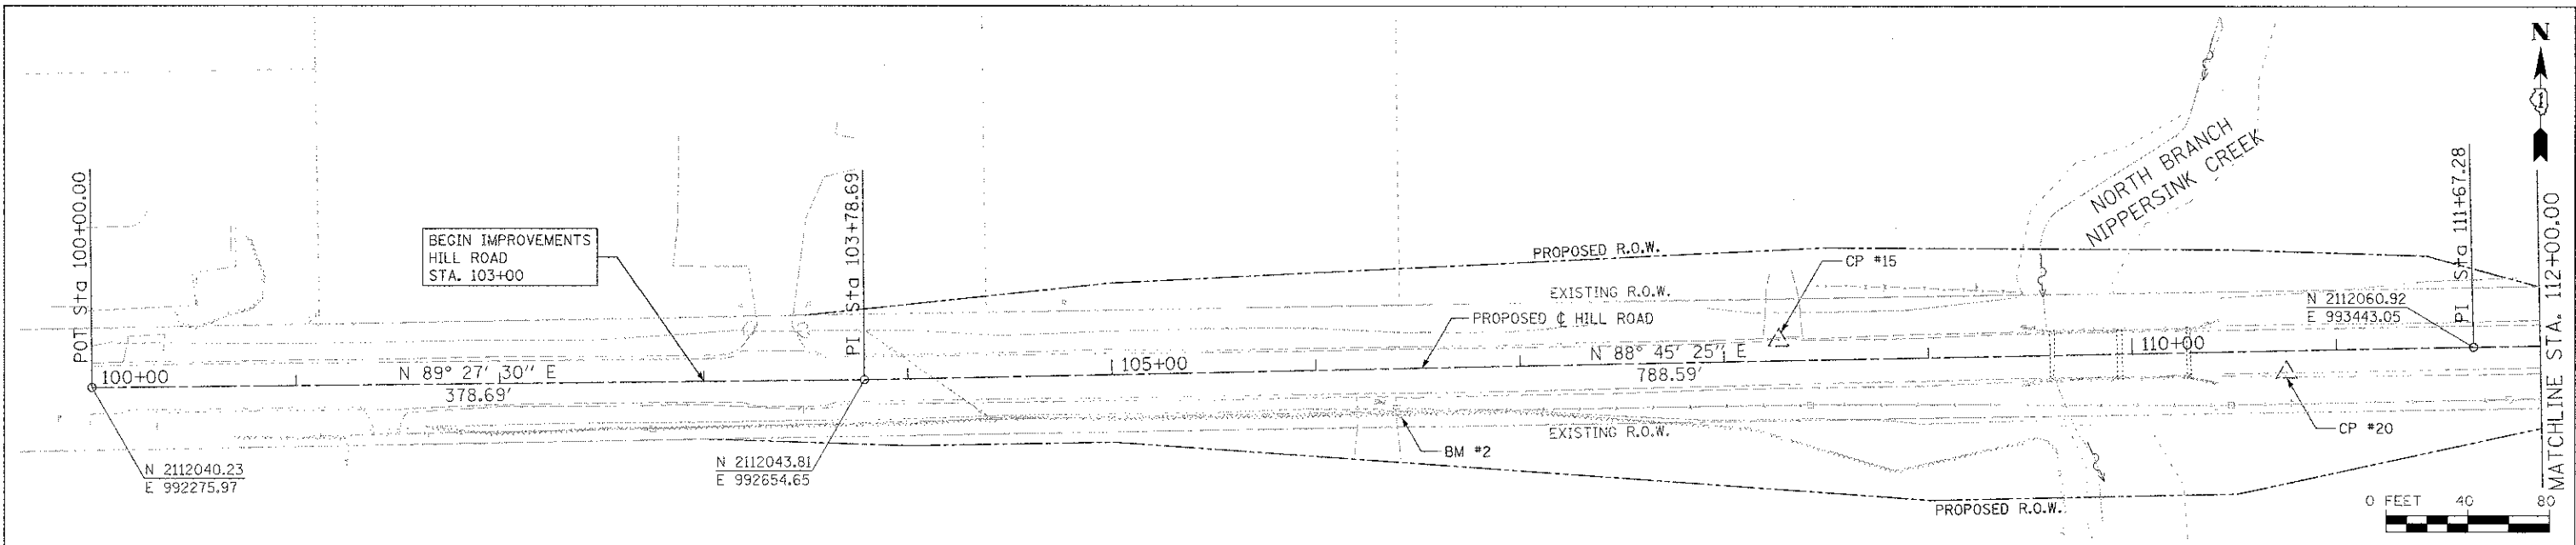 N
NORTH BRANCH
NIPPERSINK CREEK
POT Sta 100+00.00
PI Sta 103+78.69
PI Sta 111+67.28
MATCHLINE STA. 112+00.00
BEGIN IMPROVEMENTS
HILL ROAD
STA. 103+00
PROPOSED R.O.W.
CP #15
EXISTING R.O.W.
PROPOSED ℄ HILL ROAD
N 2112060.92
E 993443.05
100+00
N 89° 27' 30" E
378.69'
105+00
N 88° 45' 25" E
788.59'
110+00
EXISTING R.O.W.
BM #2
CP #20
N 2112040.23
E 992275.97
N 2112043.81
E 992654.65
PROPOSED R.O.W.
0 FEET 40 80